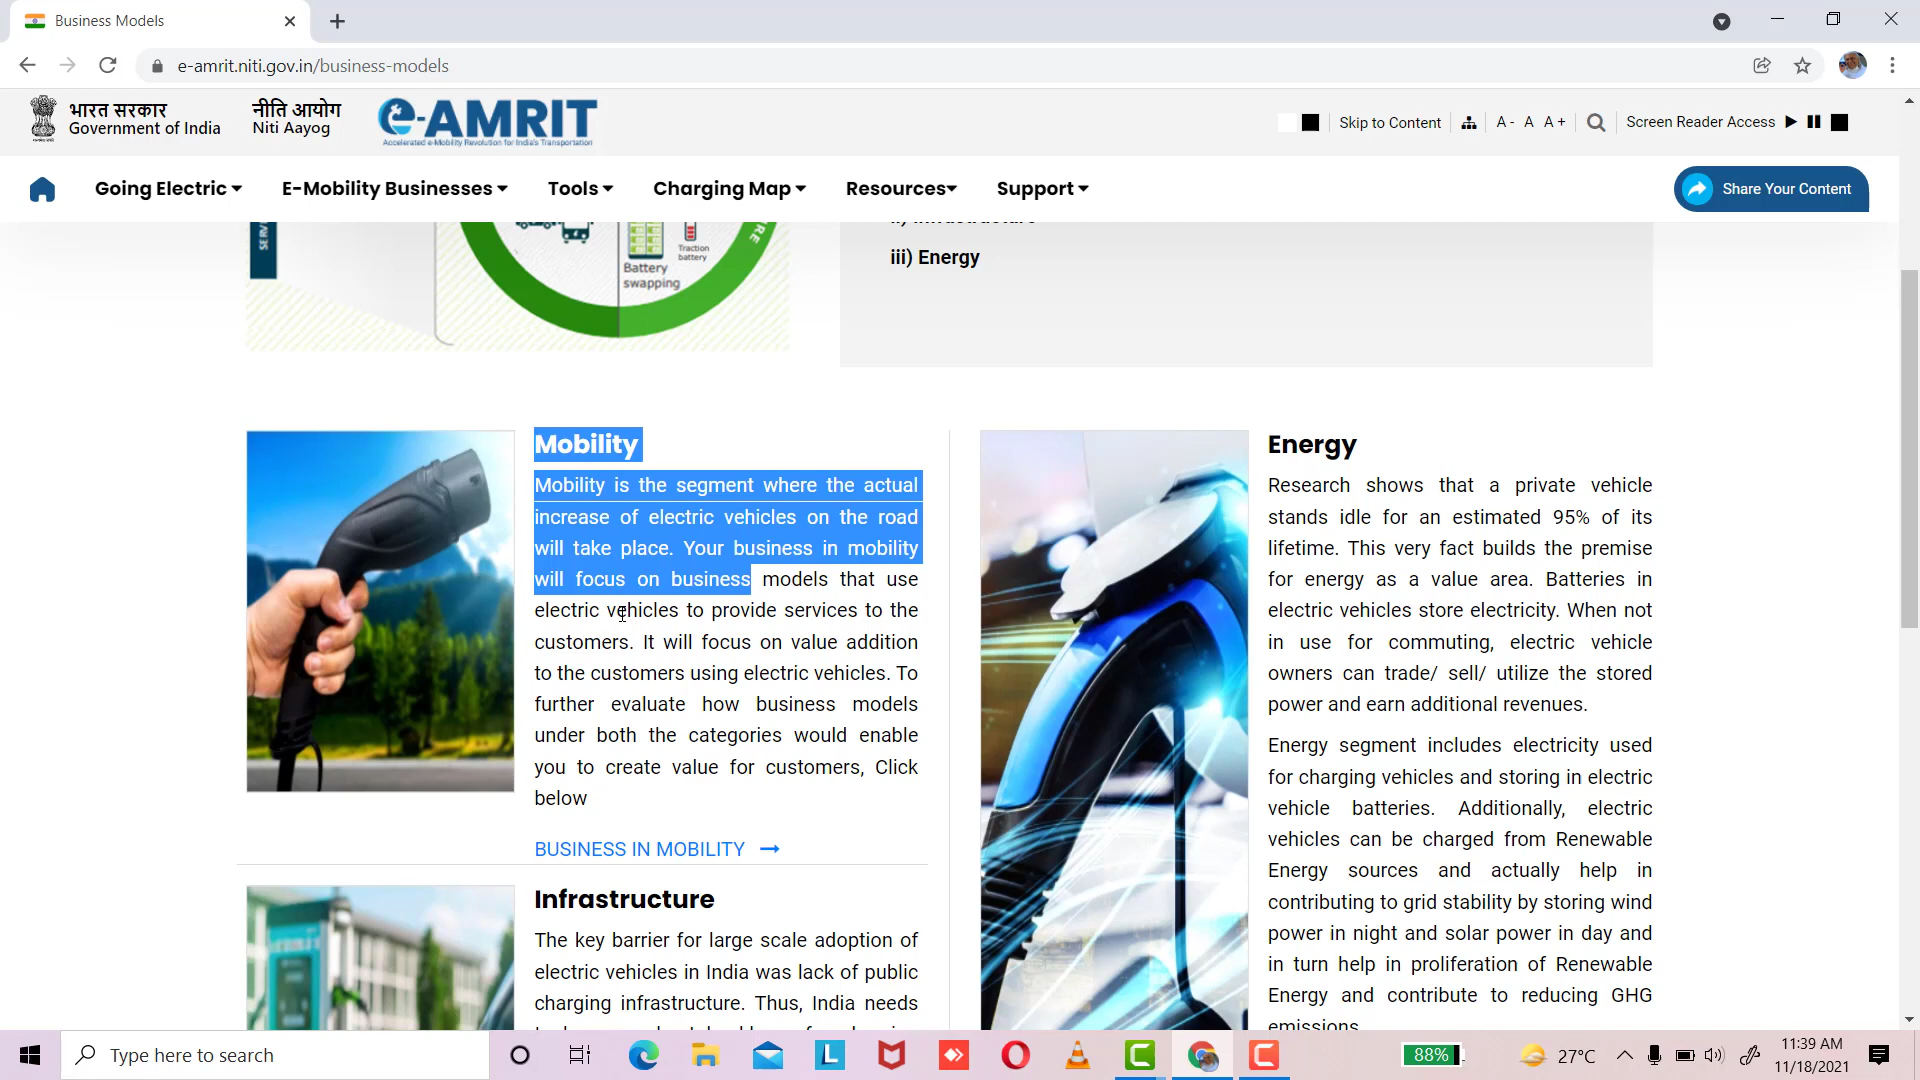 Business Models
e-amrit.niti.gov.in/business-models
भारत सरकार
Government of India
नीति आयोग
Niti Aayog
e-AMRIT
Accelerated e-Mobility Revolution for India's Transportation
Skip to Content
A- A A+
Screen Reader Access
Going Electric
E-Mobility Businesses
Tools
Charging Map
Resources
Support
Share Your Content
SERV
RE
Traction
battery
Battery
swapping
iii) Energy
Mobility
Mobility is the segment where the actual
increase of electric vehicles on the road
will take place. Your business in mobility
will focus on business models that use
electric vehicles to provide services to the
customers. It will focus on value addition
to the customers using electric vehicles. To
further evaluate how business models
under both the categories would enable
you to create value for customers, Click
below
BUSINESS IN MOBILITY
Infrastructure
The key barrier for large scale adoption of
electric vehicles in India was lack of public
charging infrastructure. Thus, India needs
Energy
Research shows that a private vehicle
stands idle for an estimated 95% of its
lifetime. This very fact builds the premise
for energy as a value area. Batteries in
electric vehicles store electricity. When not
in use for commuting, electric vehicle
owners can trade/ sell/ utilize the stored
power and earn additional revenues.
Energy segment includes electricity used
for charging vehicles and storing in electric
vehicle batteries. Additionally, electric
vehicles can be charged from Renewable
Energy sources and actually help in
contributing to grid stability by storing wind
power in night and solar power in day and
in turn help in proliferation of Renewable
Energy and contribute to reducing GHG
emissions
Type here to search
88%
27°C
11:39 AM
11/18/2021